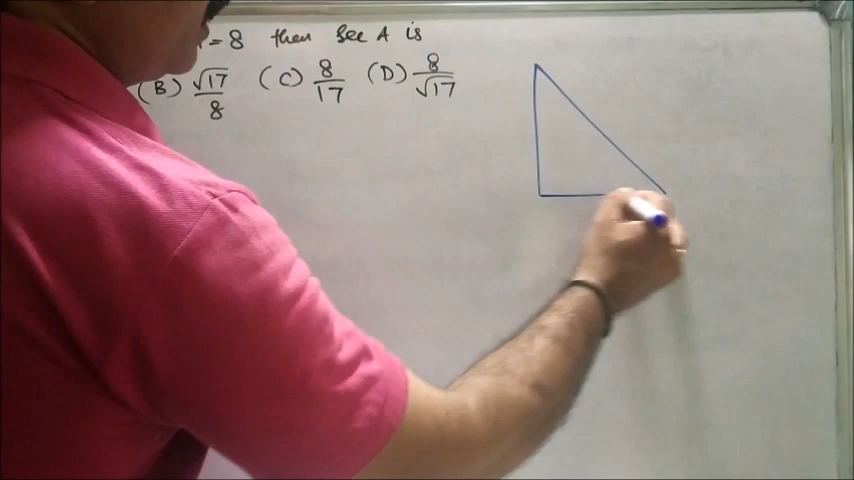 = 8 then Sec A is
(B) √17/8 (C) 8/17 (D) 8/√17